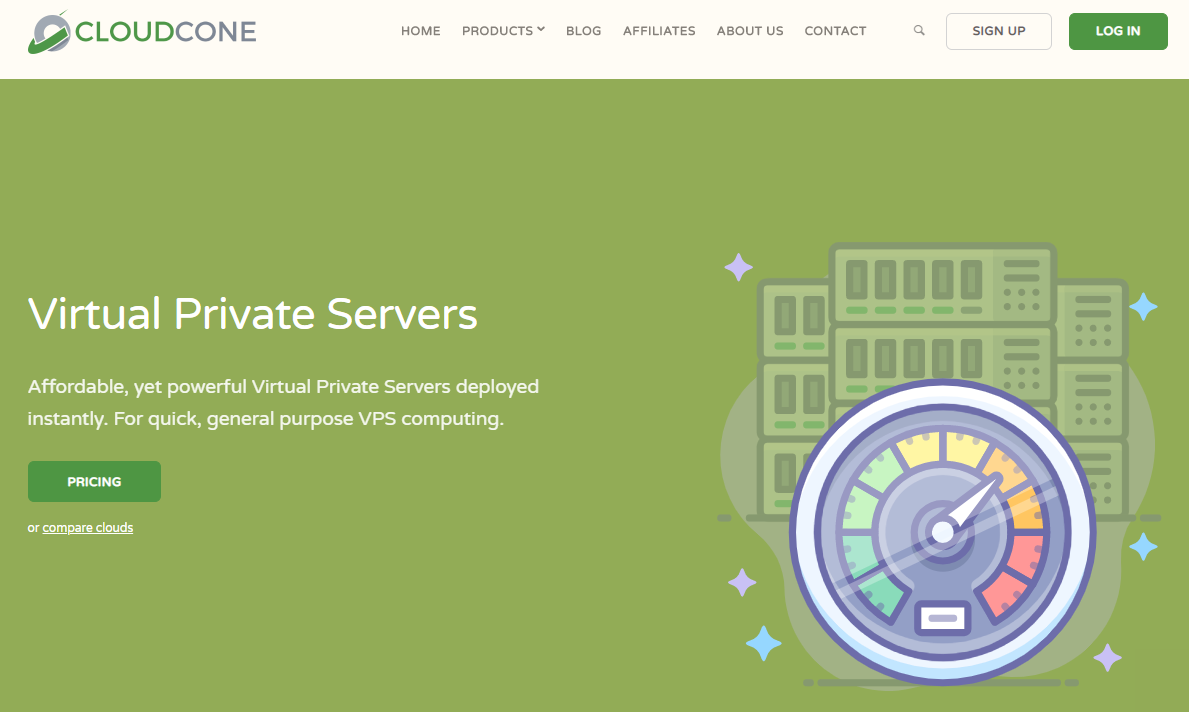 CLOUDCONE
HOME PRODUCTS BLOG AFFILIATES ABOUT US CONTACT SIGN UP LOG IN
Virtual Private Servers
Affordable, yet powerful Virtual Private Servers deployed
instantly. For quick, general purpose VPS computing.
PRICING
or compare clouds